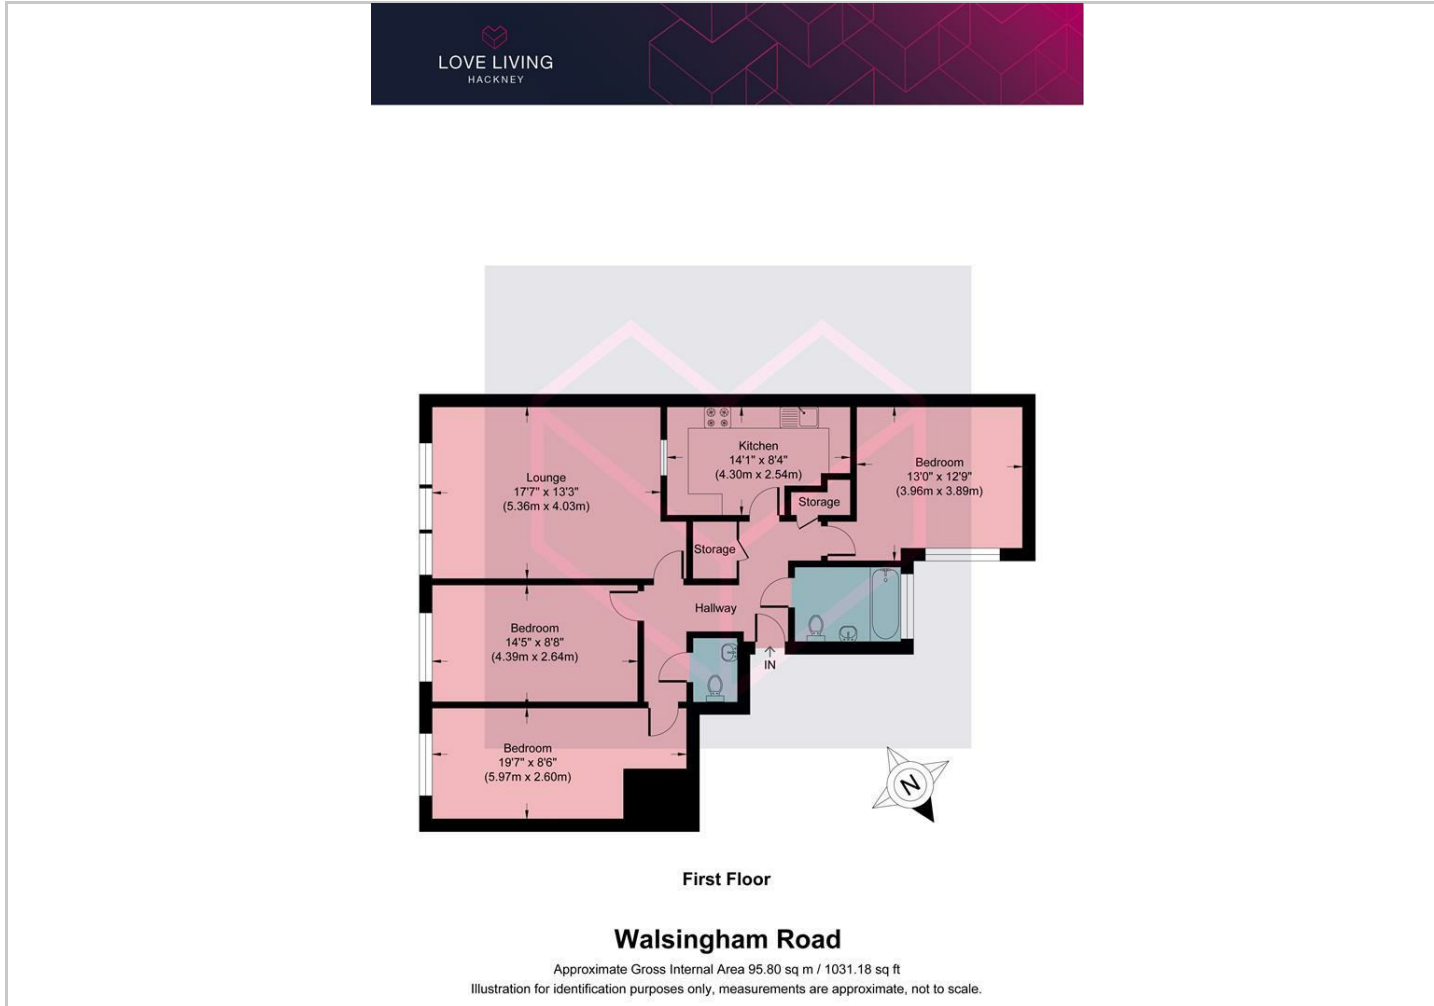 LOVE LIVING
HACKNEY
Lounge
17'7" x 13'3"
(5.36m x 4.03m)
Kitchen
14'1" x 8'4"
(4.30m x 2.54m)
Storage
Bedroom
13'0" x 12'9"
(3.96m x 3.89m)
Storage
Hallway
Bedroom
14'5" x 8'8"
(4.39m x 2.64m)
IN
Bedroom
19'7" x 8'6"
(5.97m x 2.60m)
N
First Floor
Walsingham Road
Approximate Gross Internal Area 95.80 sq m / 1031.18 sq ft
Illustration for identification purposes only, measurements are approximate, not to scale.